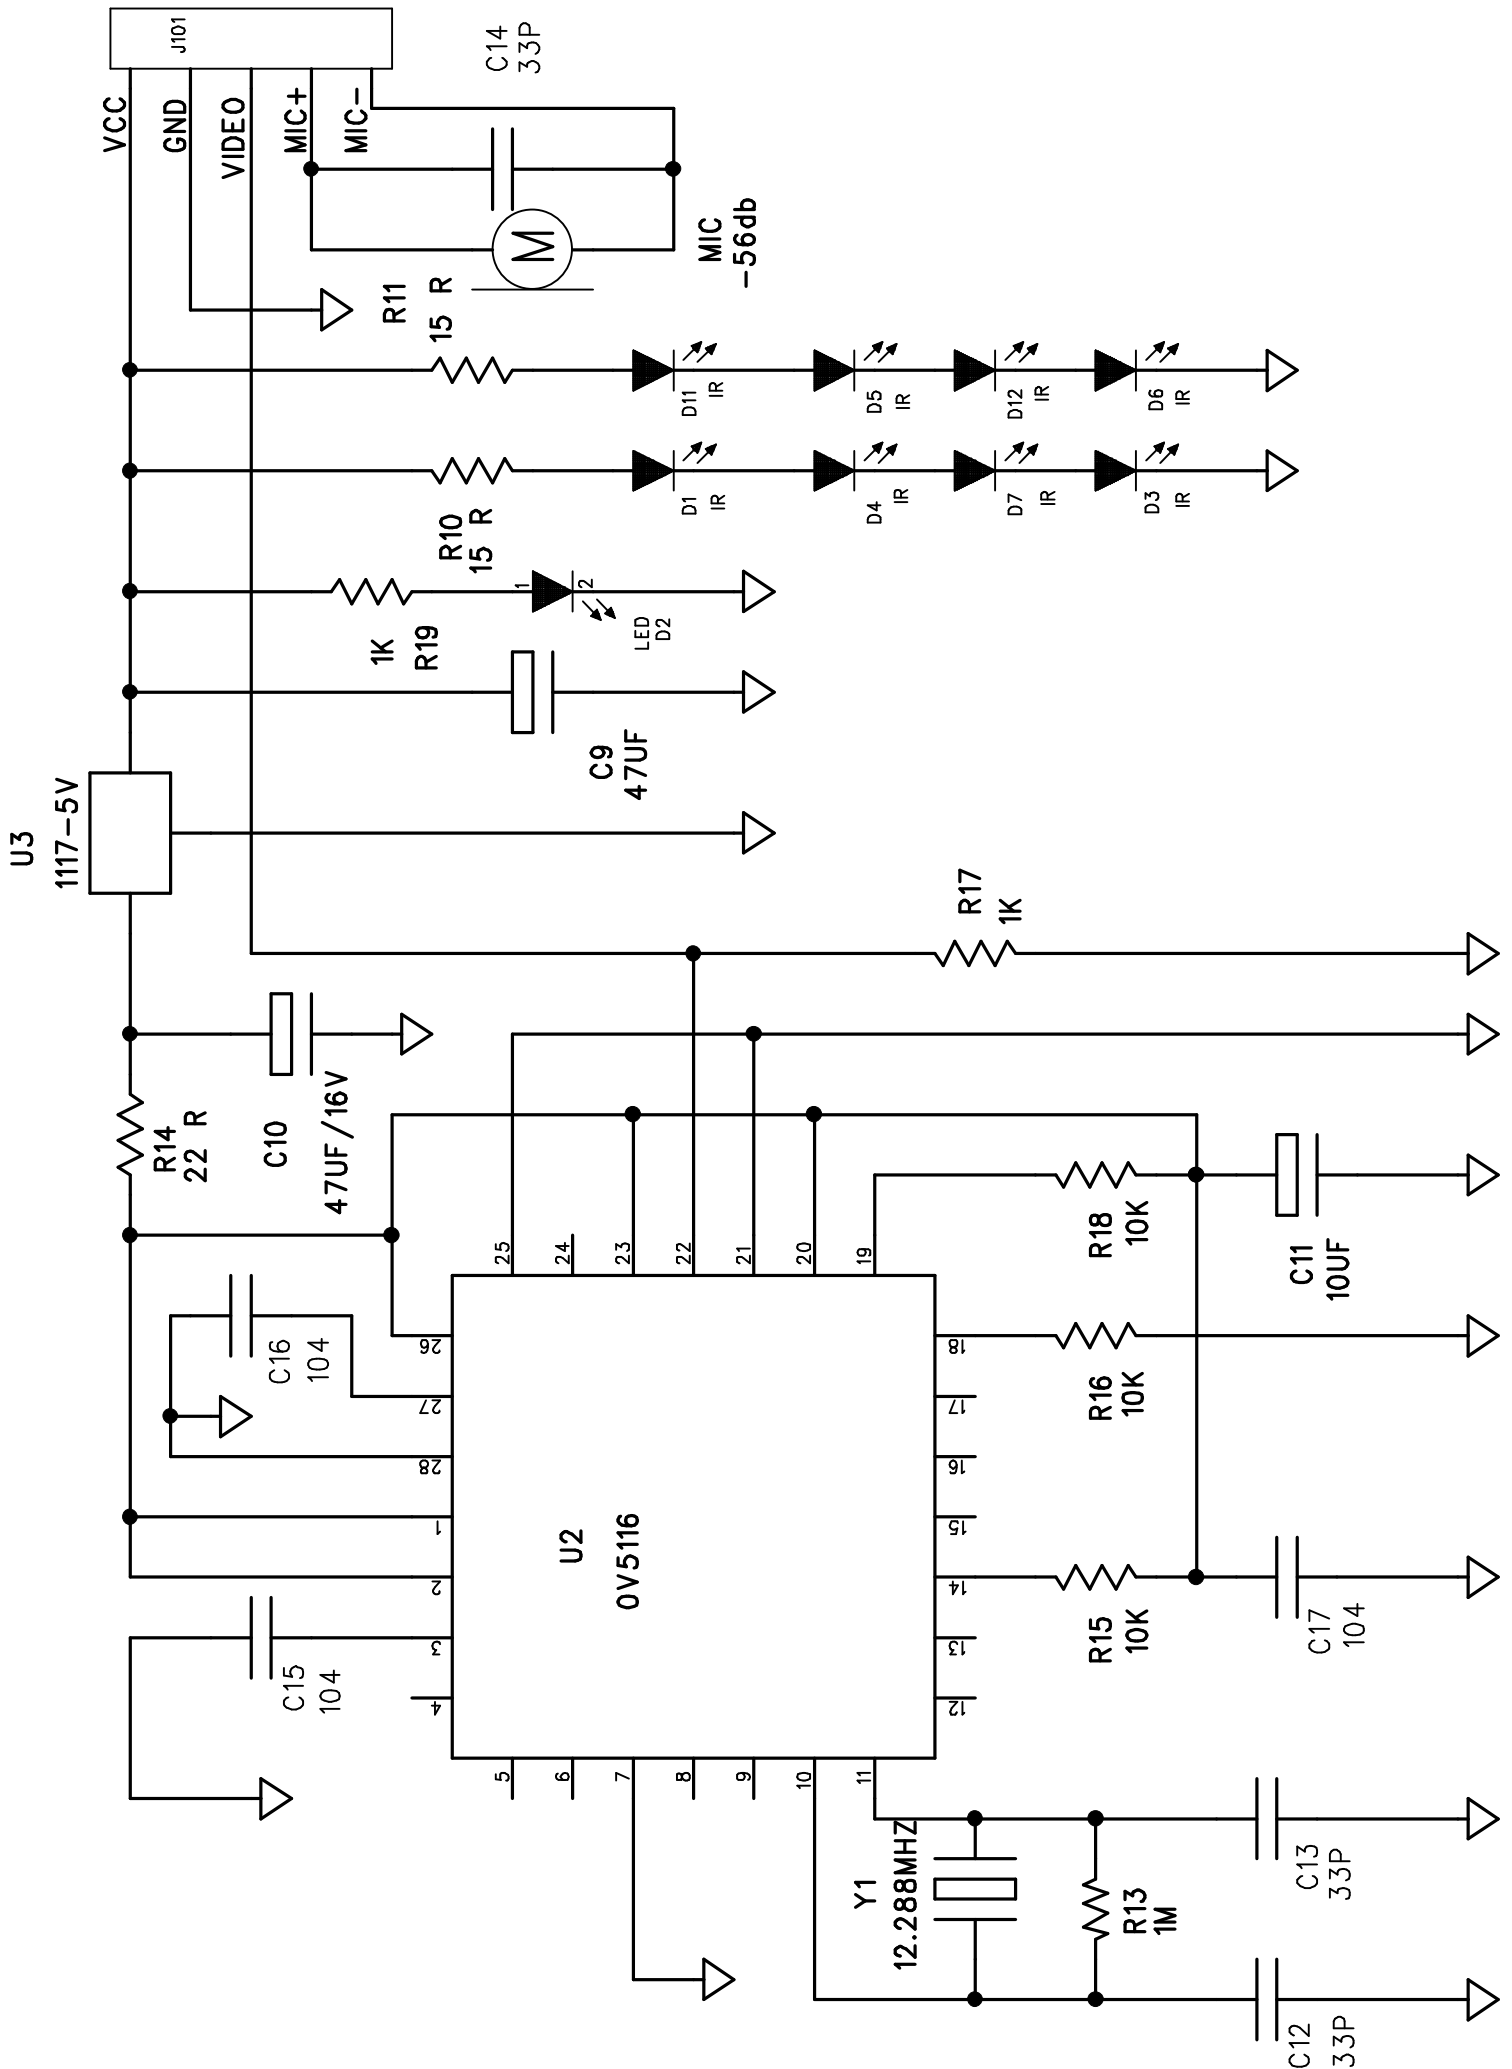 J101
VCC
GND
VIDEO
MIC+
MIC-
C14
33P
MIC
-56db
R11
15 R
D11
IR
D5
IR
D12
IR
D6
IR
R10
15 R
D1
IR
D4
IR
D7
IR
D3
IR
1K
R19
1
2
LED
D2
C9
47UF
U3
1117-5V
R17
1K
C10
47UF/16V
R14
22 R
25
24
23
22
21
20
19
R18
10K
C11
10UF
C16
104
26
27
28
1
2
3
4
U2
OV5116
18
17
16
15
14
13
12
R16
10K
R15
10K
C17
104
C15
104
5
6
7
8
9
10
11
Y1
12.288MHZ
R13
1M
C13
33P
C12
33P